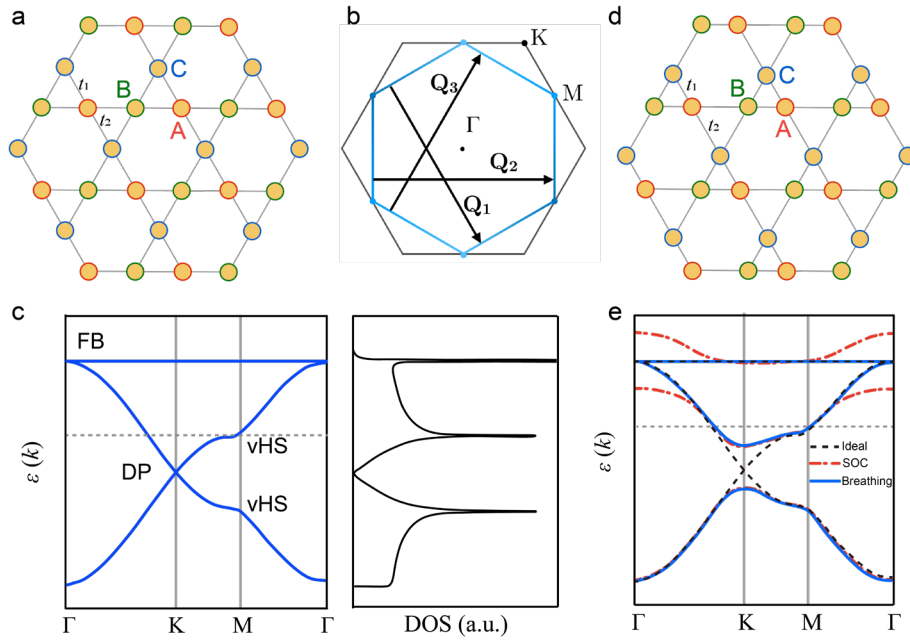 a
t₁
t₂
B
C
A
b
K
M
Γ
Q₃
Q₂
Q₁
d
t₁
t₂
B
C
A
c
ε (k)
FB
DP
vHS
vHS
Γ K M Γ
DOS (a.u.)
e
ε (k)
Ideal
SOC
Breathing
Γ K M Γ